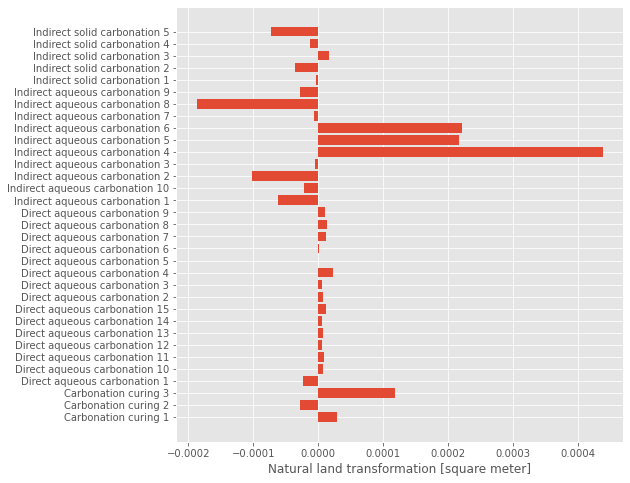 Indirect solid carbonation 5
Indirect solid carbonation 4
Indirect solid carbonation 3
Indirect solid carbonation 2
Indirect solid carbonation 1
Indirect aqueous carbonation 9
Indirect aqueous carbonation 8
Indirect aqueous carbonation 7
Indirect aqueous carbonation 6
Indirect aqueous carbonation 5
Indirect aqueous carbonation 4
Indirect aqueous carbonation 3
Indirect aqueous carbonation 2
Indirect aqueous carbonation 10
Indirect aqueous carbonation 1
Direct aqueous carbonation 9
Direct aqueous carbonation 8
Direct aqueous carbonation 7
Direct aqueous carbonation 6
Direct aqueous carbonation 5
Direct aqueous carbonation 4
Direct aqueous carbonation 3
Direct aqueous carbonation 2
Direct aqueous carbonation 15
Direct aqueous carbonation 14
Direct aqueous carbonation 13
Direct aqueous carbonation 12
Direct aqueous carbonation 11
Direct aqueous carbonation 10
Direct aqueous carbonation 1
Carbonation curing 3
Carbonation curing 2
Carbonation curing 1
−0.0002 −0.0001 0.0000 0.0001 0.0002 0.0003 0.0004
Natural land transformation [square meter]